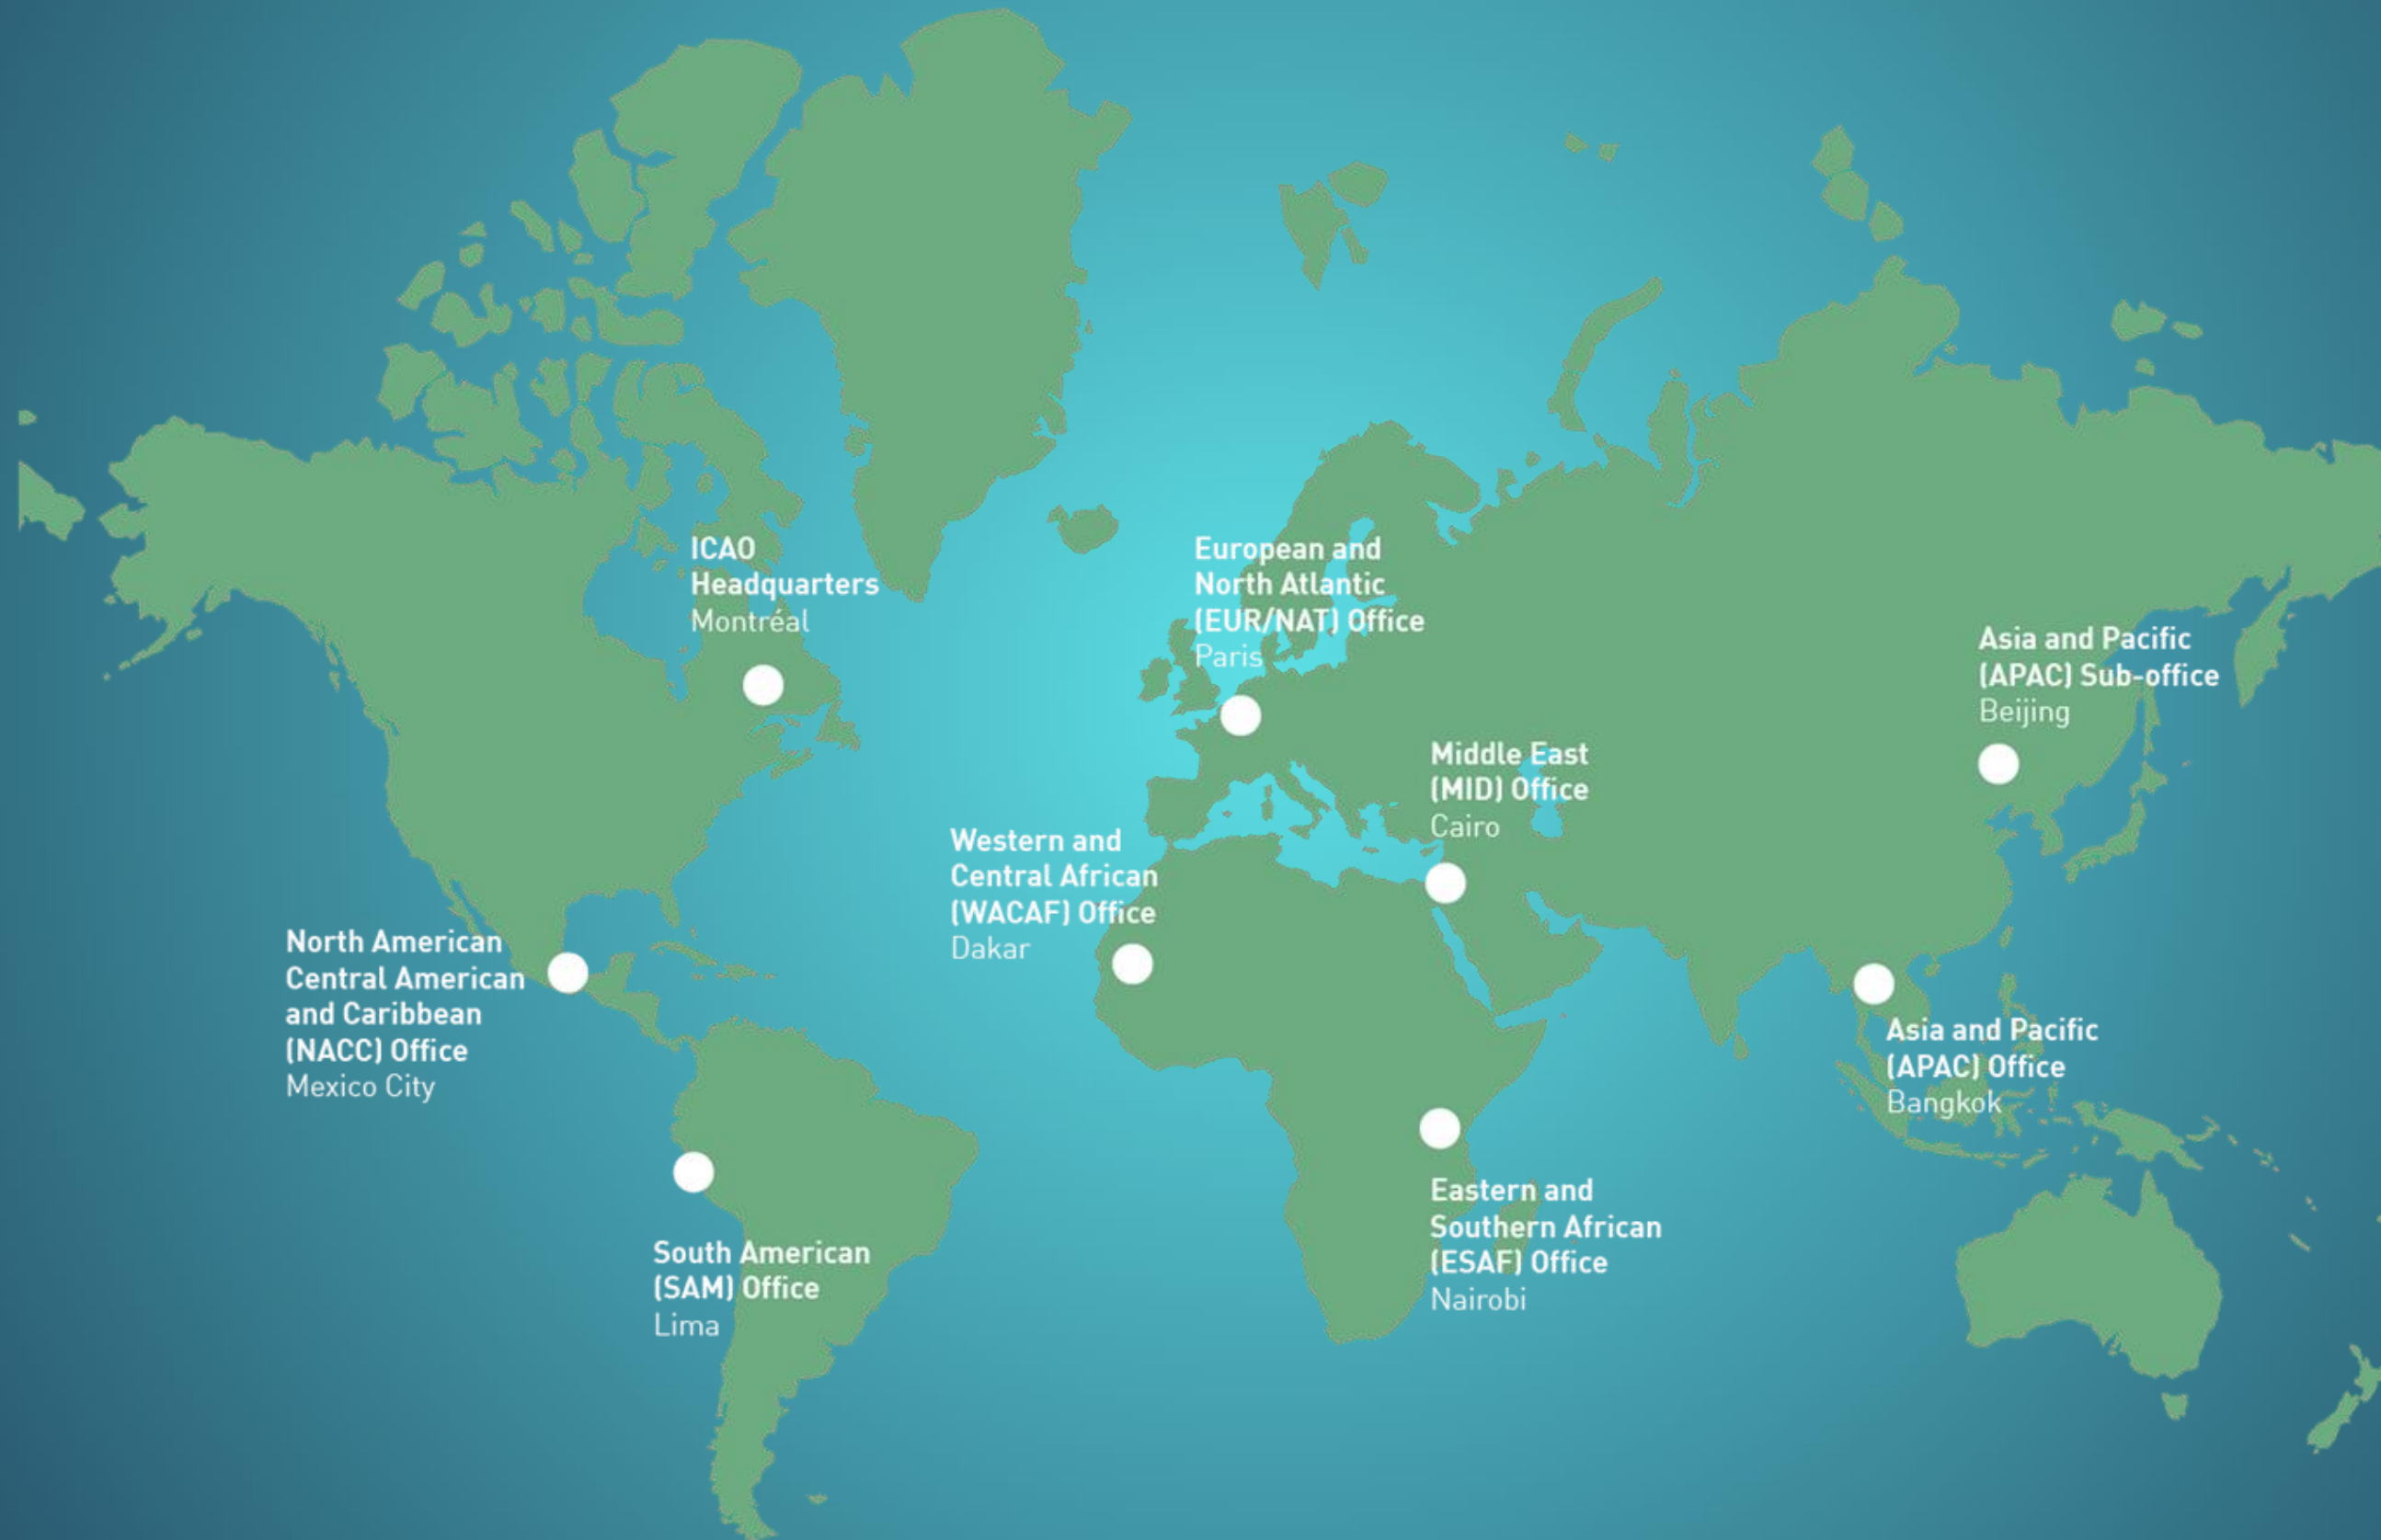 ICAO
Headquarters
Montréal
European and
North Atlantic
(EUR/NAT) Office
Paris
Asia and Pacific
(APAC) Sub-office
Beijing
Middle East
(MID) Office
Cairo
Western and
Central African
(WACAF) Office
Dakar
North American
Central American
and Caribbean
(NACC) Office
Mexico City
Asia and Pacific
(APAC) Office
Bangkok
Eastern and
Southern African
(ESAF) Office
Nairobi
South American
(SAM) Office
Lima